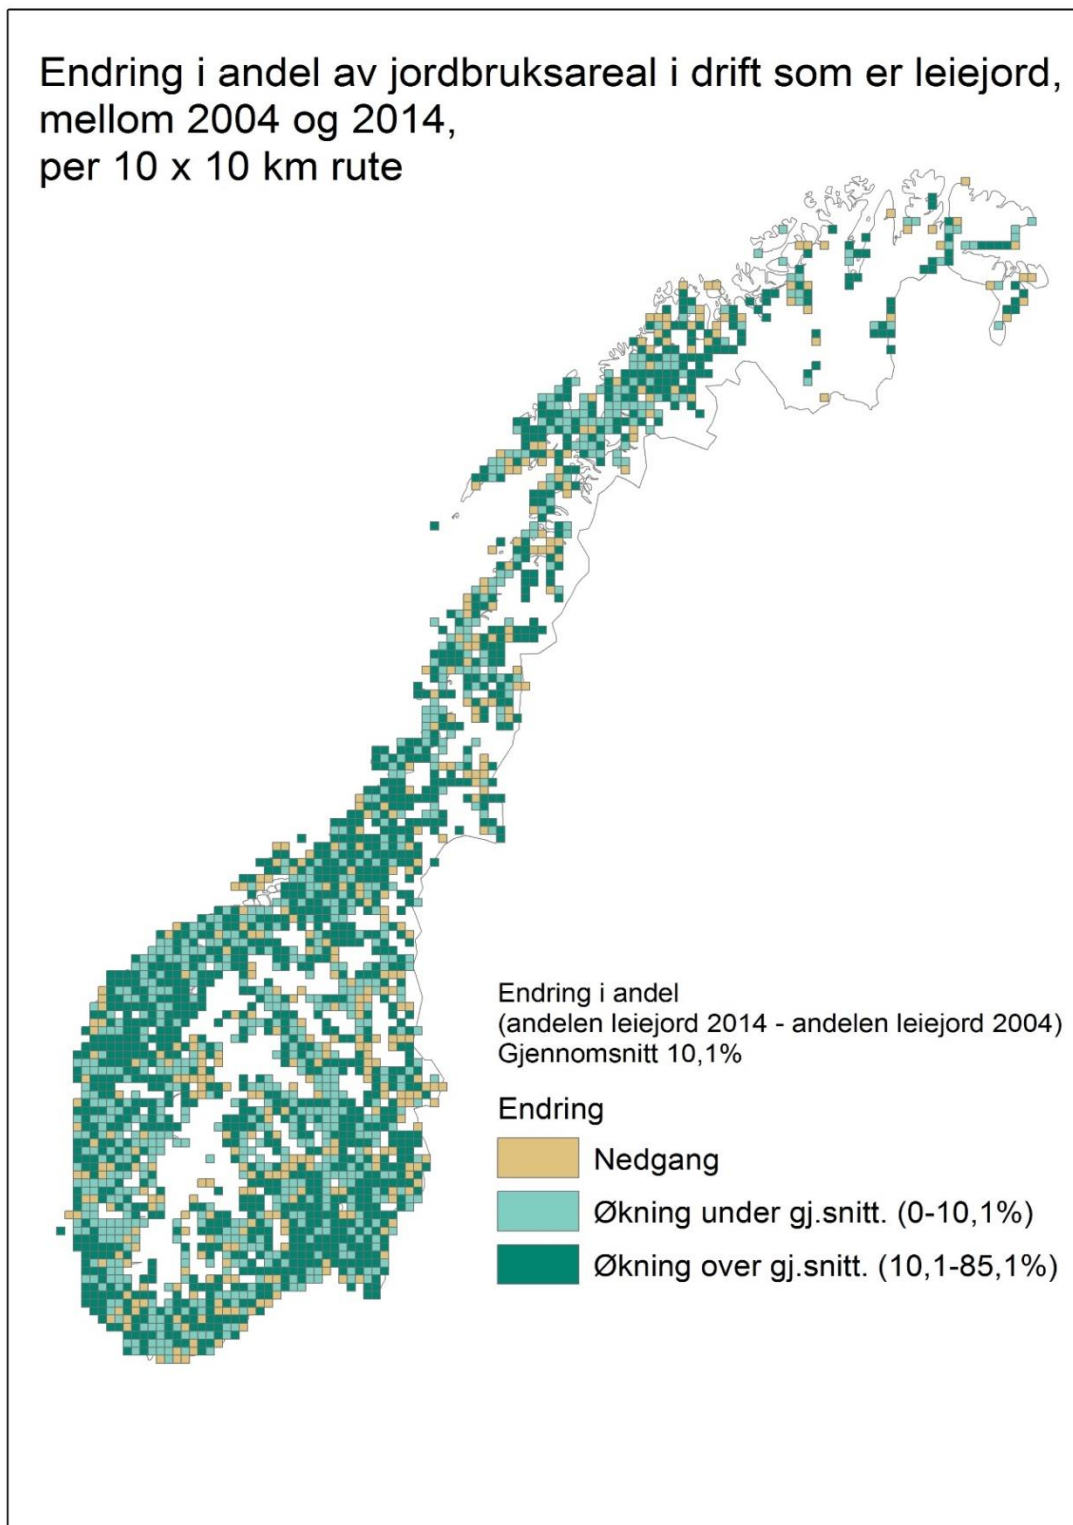 Endring i andel av jordbruksareal i drift som er leiejord,
mellom 2004 og 2014,
per 10 x 10 km rute
Endring i andel
(andelen leiejord 2014 - andelen leiejord 2004)
Gjennomsnitt 10,1%
Endring
Nedgang
Økning under gj.snitt. (0-10,1%)
Økning over gj.snitt. (10,1-85,1%)